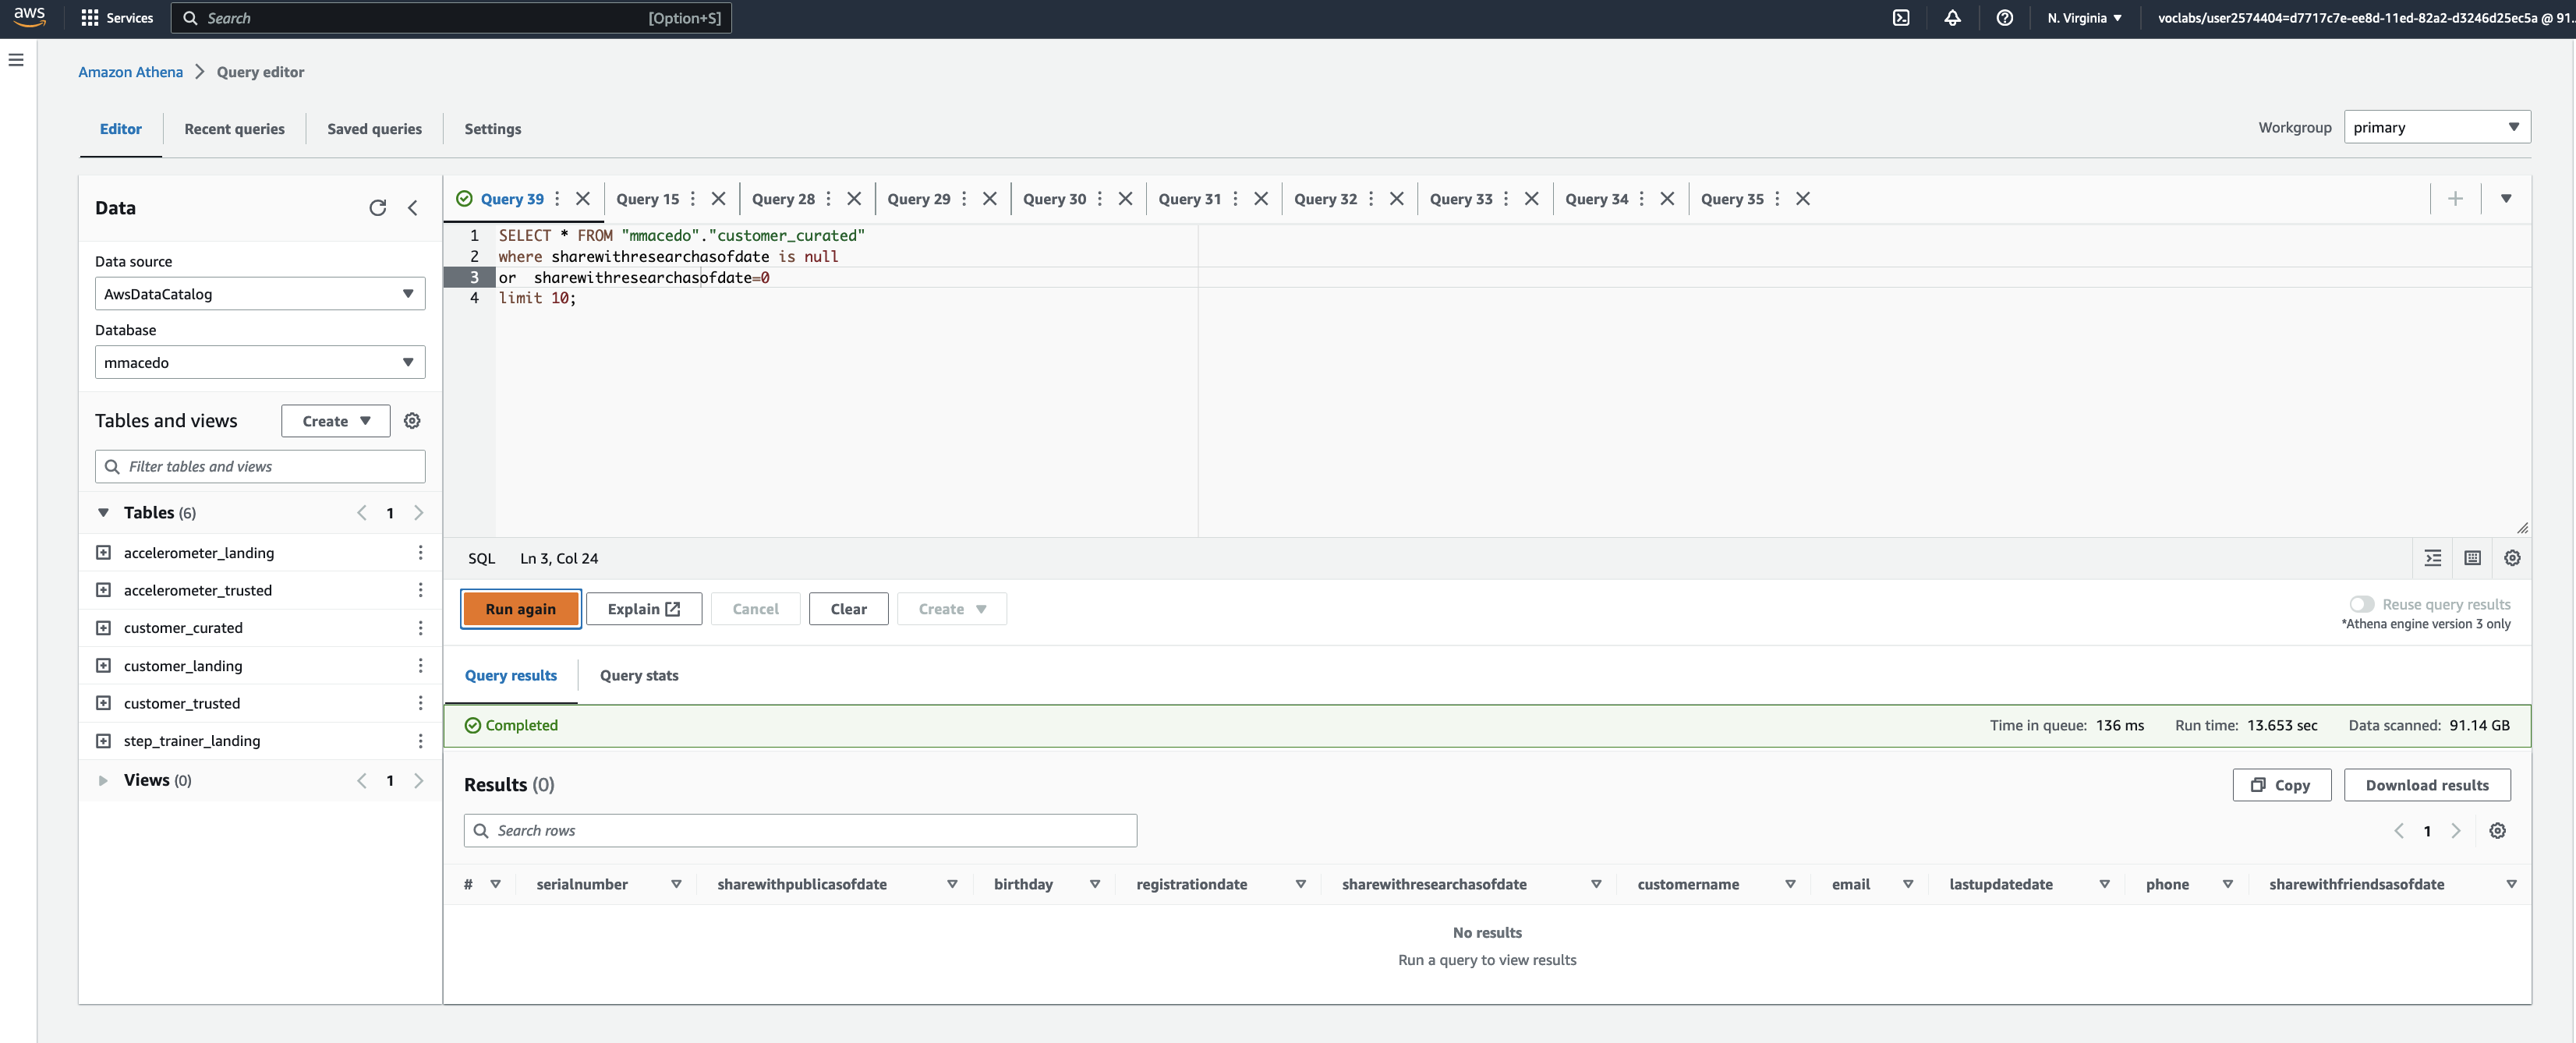 aws Services Search [Option+S] N. Virginia voclabs/user2574404=d7717c7e-ee8d-11ed-82a2-d3246d25ec5a @ 91...
Amazon Athena Query editor
Editor Recent queries Saved queries Settings Workgroup primary
Data
Data source
AwsDataCatalog
Database
mmacedo
Tables and views Create
Filter tables and views
Tables (6) 1
accelerometer_landing
accelerometer_trusted
customer_curated
customer_landing
customer_trusted
step_trainer_landing
Views (0) 1
Query 39 Query 15 Query 28 Query 29 Query 30 Query 31 Query 32 Query 33 Query 34 Query 35
1 SELECT * FROM "mmacedo"."customer_curated"
2 where sharewithresearchasofdate is null
3 or  sharewithresearchasofdate=0
4 limit 10;
SQL Ln 3, Col 24
Run again Explain Cancel Clear Create Reuse query results
*Athena engine version 3 only
Query results Query stats
Completed Time in queue: 136 ms Run time: 13.653 sec Data scanned: 91.14 GB
Results (0) Copy Download results
Search rows 1
# serialnumber sharewithpublicasofdate birthday registrationdate sharewithresearchasofdate customername email lastupdatedate phone sharewithfriendsasofdate
No results
Run a query to view results